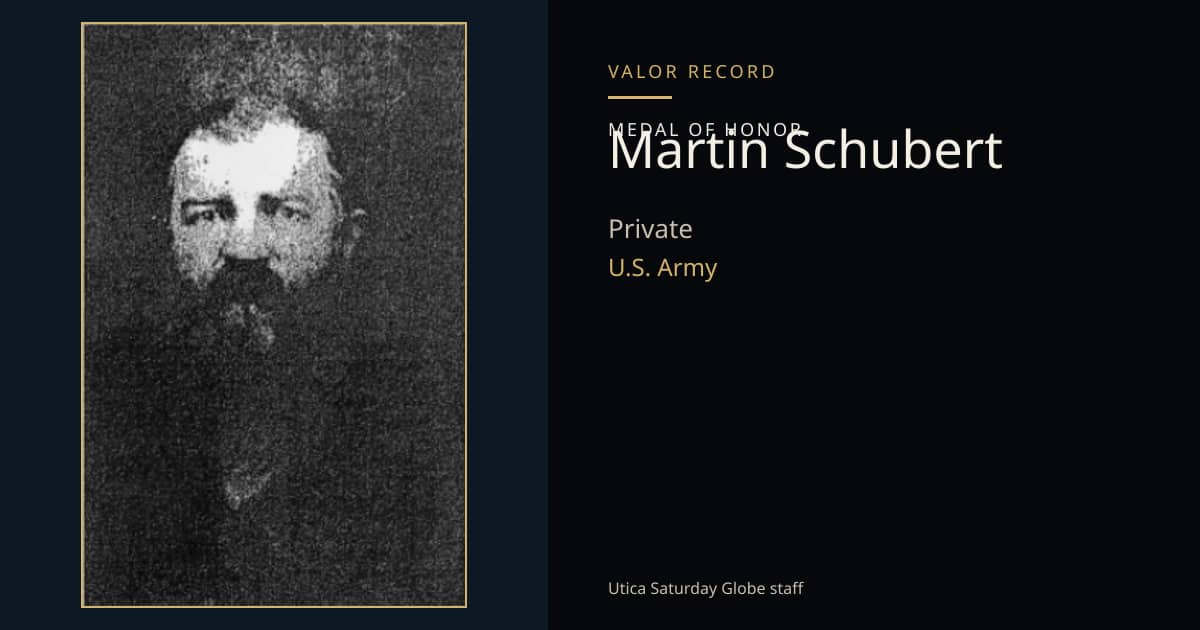 VALOR RECORD
MEDAL OF HONOR
Martin Schubert
Private
U.S. Army
Utica Saturday Globe staff